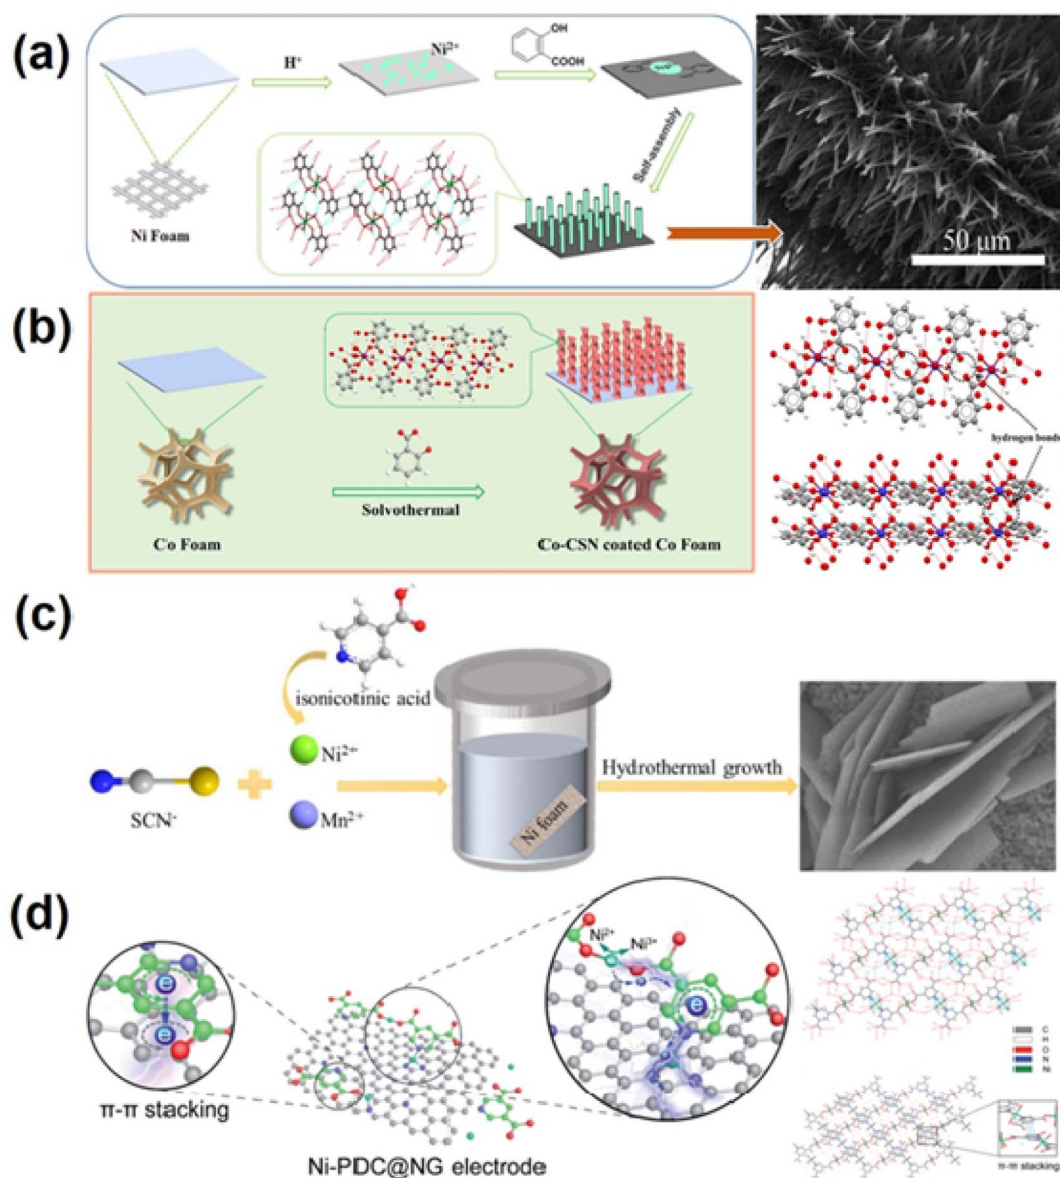 (a)
H⁺
Ni²⁺
OH
COOH
Self-assembly
Ni Foam
50 μm
(b)
Solvothermal
Co Foam
Co-CSN coated Co Foam
hydrogen bonds
(c)
isonicotinic acid
Ni²⁺
SCN⁻
Mn²⁺
Ni foam
Hydrothermal growth
(d)
e
e
π-π stacking
Ni²⁺
Ni³⁺
e
Ni-PIDC@NG electrode
C
H
O
N
Ni
π-π stacking